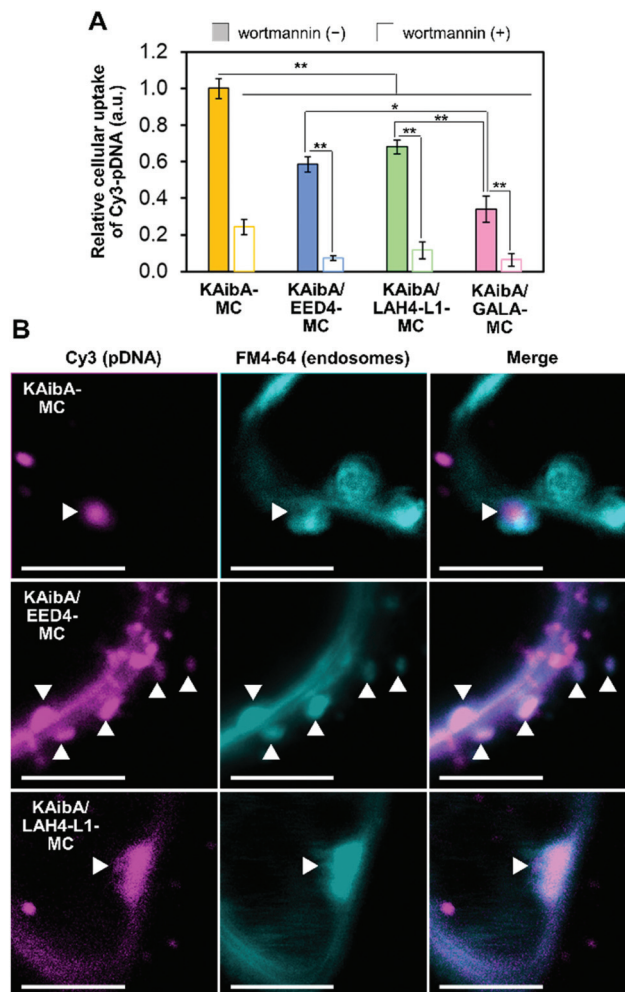 A
wortmannin (−) wortmannin (+)
Relative cellular uptake
of Cy3-pDNA (a.u.)
1.2
1.0
0.8
0.6
0.4
0.2
0.0
**
*
**
**
**
**
KAibA-
MC
KAibA/
EED4-
MC
KAibA/
LAH4-L1-
MC
KAibA/
GALA-
MC
B
Cy3 (pDNA) FM4-64 (endosomes) Merge
KAibA-
MC
KAibA/
EED4-
MC
KAibA/
LAH4-L1-
MC